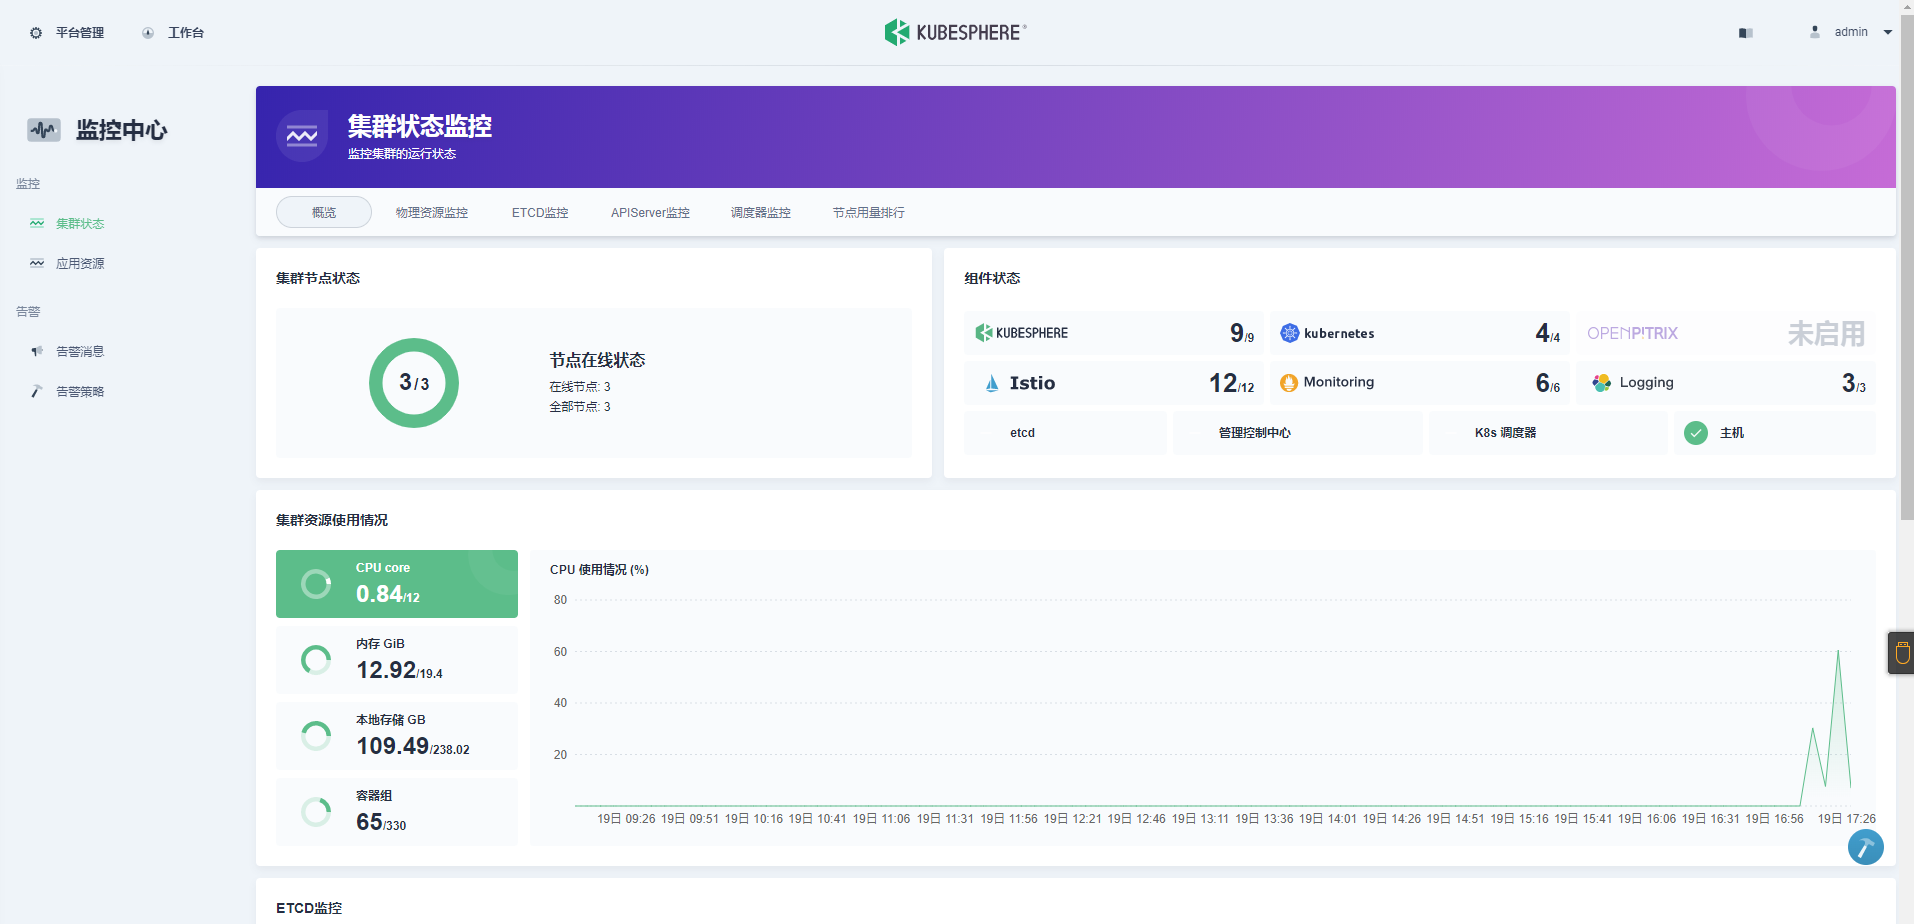 平台管理
工作台
KUBESPHERE®
admin
监控中心
监控
集群状态
应用资源
告警
告警消息
告警策略
集群状态监控
监控集群的运行状态
概览
物理资源监控
ETCD监控
APIServer监控
调度器监控
节点用量排行
集群节点状态
3/3
节点在线状态
在线节点: 3
全部节点: 3
组件状态
KUBESPHERE 9/9
kubernetes 4/4
OPENPITRIX 未启用
Istio 12/12
Monitoring 6/6
Logging 3/3
etcd
管理控制中心
K8s 调度器
主机
集群资源使用情况
CPU core
0.84/12
内存 GiB
12.92/19.4
本地存储 GB
109.49/238.02
容器组
65/330
CPU 使用情况 (%)
80
60
40
20
19日 09:26 19日 09:51 19日 10:16 19日 10:41 19日 11:06 19日 11:31 19日 11:56 19日 12:21 19日 12:46 19日 13:11 19日 13:36 19日 14:01 19日 14:26 19日 14:51 19日 15:16 19日 15:41 19日 16:06 19日 16:31 19日 16:56 19日 17:26
ETCD监控